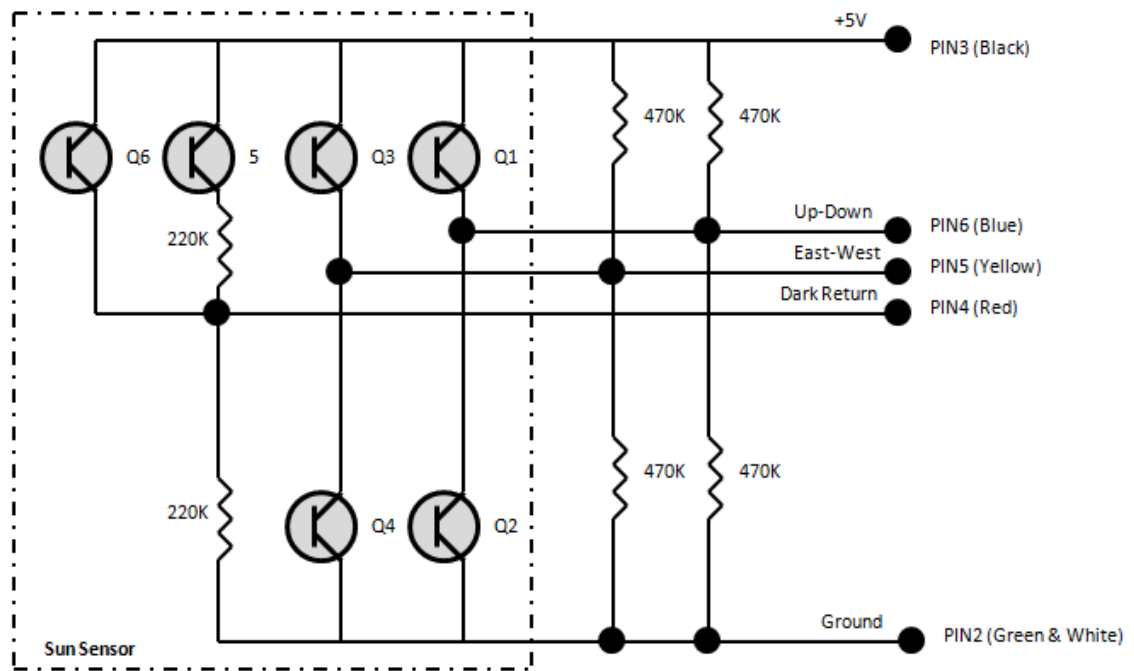 +5V
PIN3 (Black)
470K
470K
Q6
5
Q3
Q1
Up-Down
PIN6 (Blue)
220K
East-West
PIN5 (Yellow)
Dark Return
PIN4 (Red)
470K
470K
220K
Q4
Q2
Ground
PIN2 (Green & White)
Sun Sensor